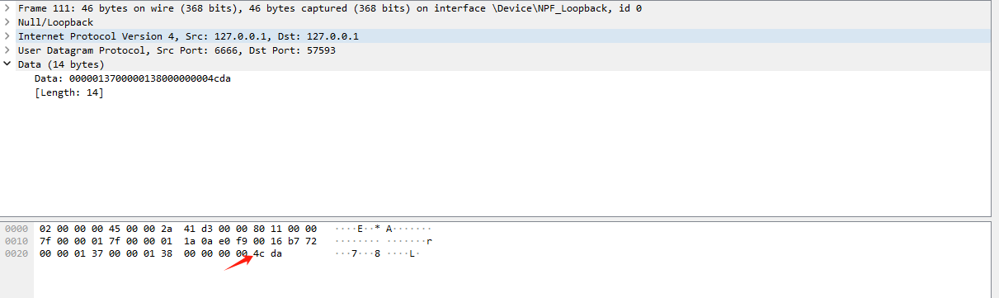 Frame 111: 46 bytes on wire (368 bits), 46 bytes captured (368 bits) on interface \Device\NPF_Loopback, id 0
Null/Loopback
Internet Protocol Version 4, Src: 127.0.0.1, Dst: 127.0.0.1
User Datagram Protocol, Src Port: 6666, Dst Port: 57593
Data (14 bytes)
Data: 0000013700000138000000004cda
[Length: 14]
0000 02 00 00 00 45 00 00 2a 41 d3 00 00 80 11 00 00 ····E··* A·······
0010 7f 00 00 01 7f 00 00 01 1a 0a e0 f9 00 16 b7 72 ········ ·······r
0020 00 00 01 37 00 00 01 38 00 00 00 00 4c da ···7···8 ····L·